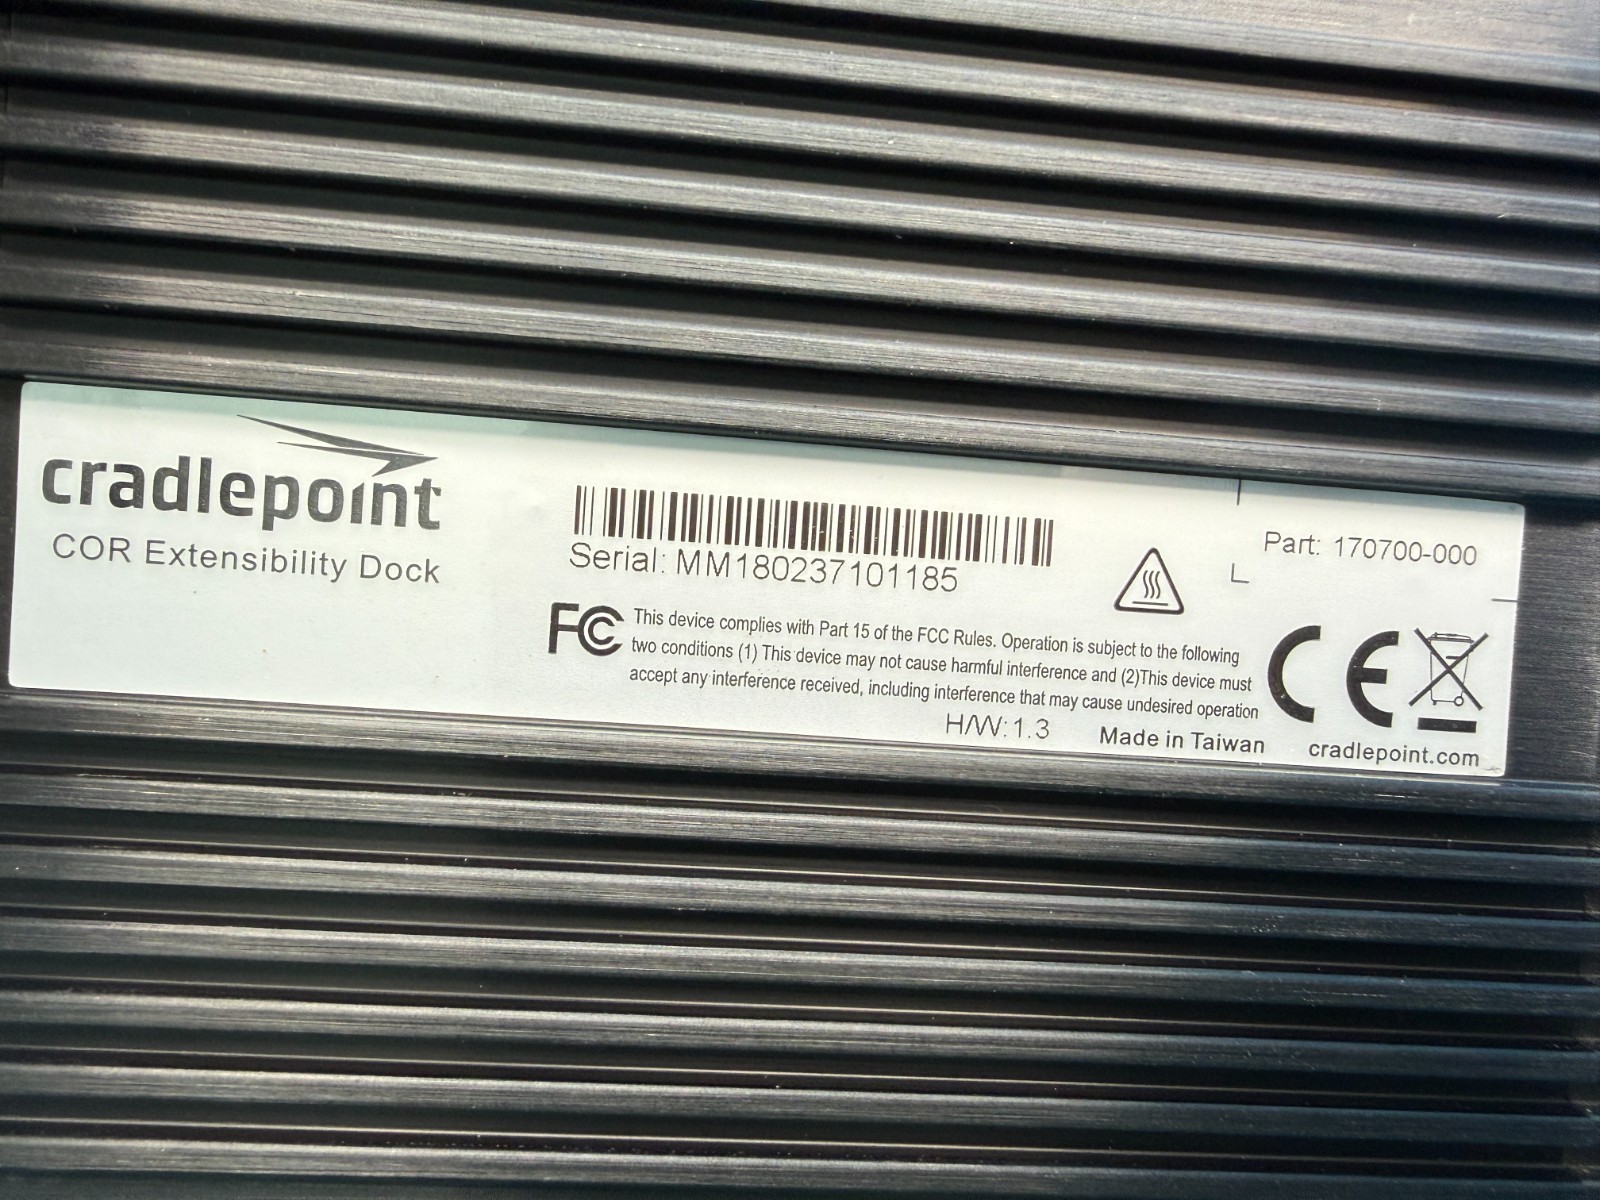 cradlepoint
COR Extensibility Dock
Serial: MM180237101185
Part: 170700-000
FC This device complies with Part 15 of the FCC Rules. Operation is subject to the following
two conditions (1) This device may not cause harmful interference and (2)This device must
accept any interference received, including interference that may cause undesired operation
CE
H/W: 1.3
Made in Taiwan
cradlepoint.com